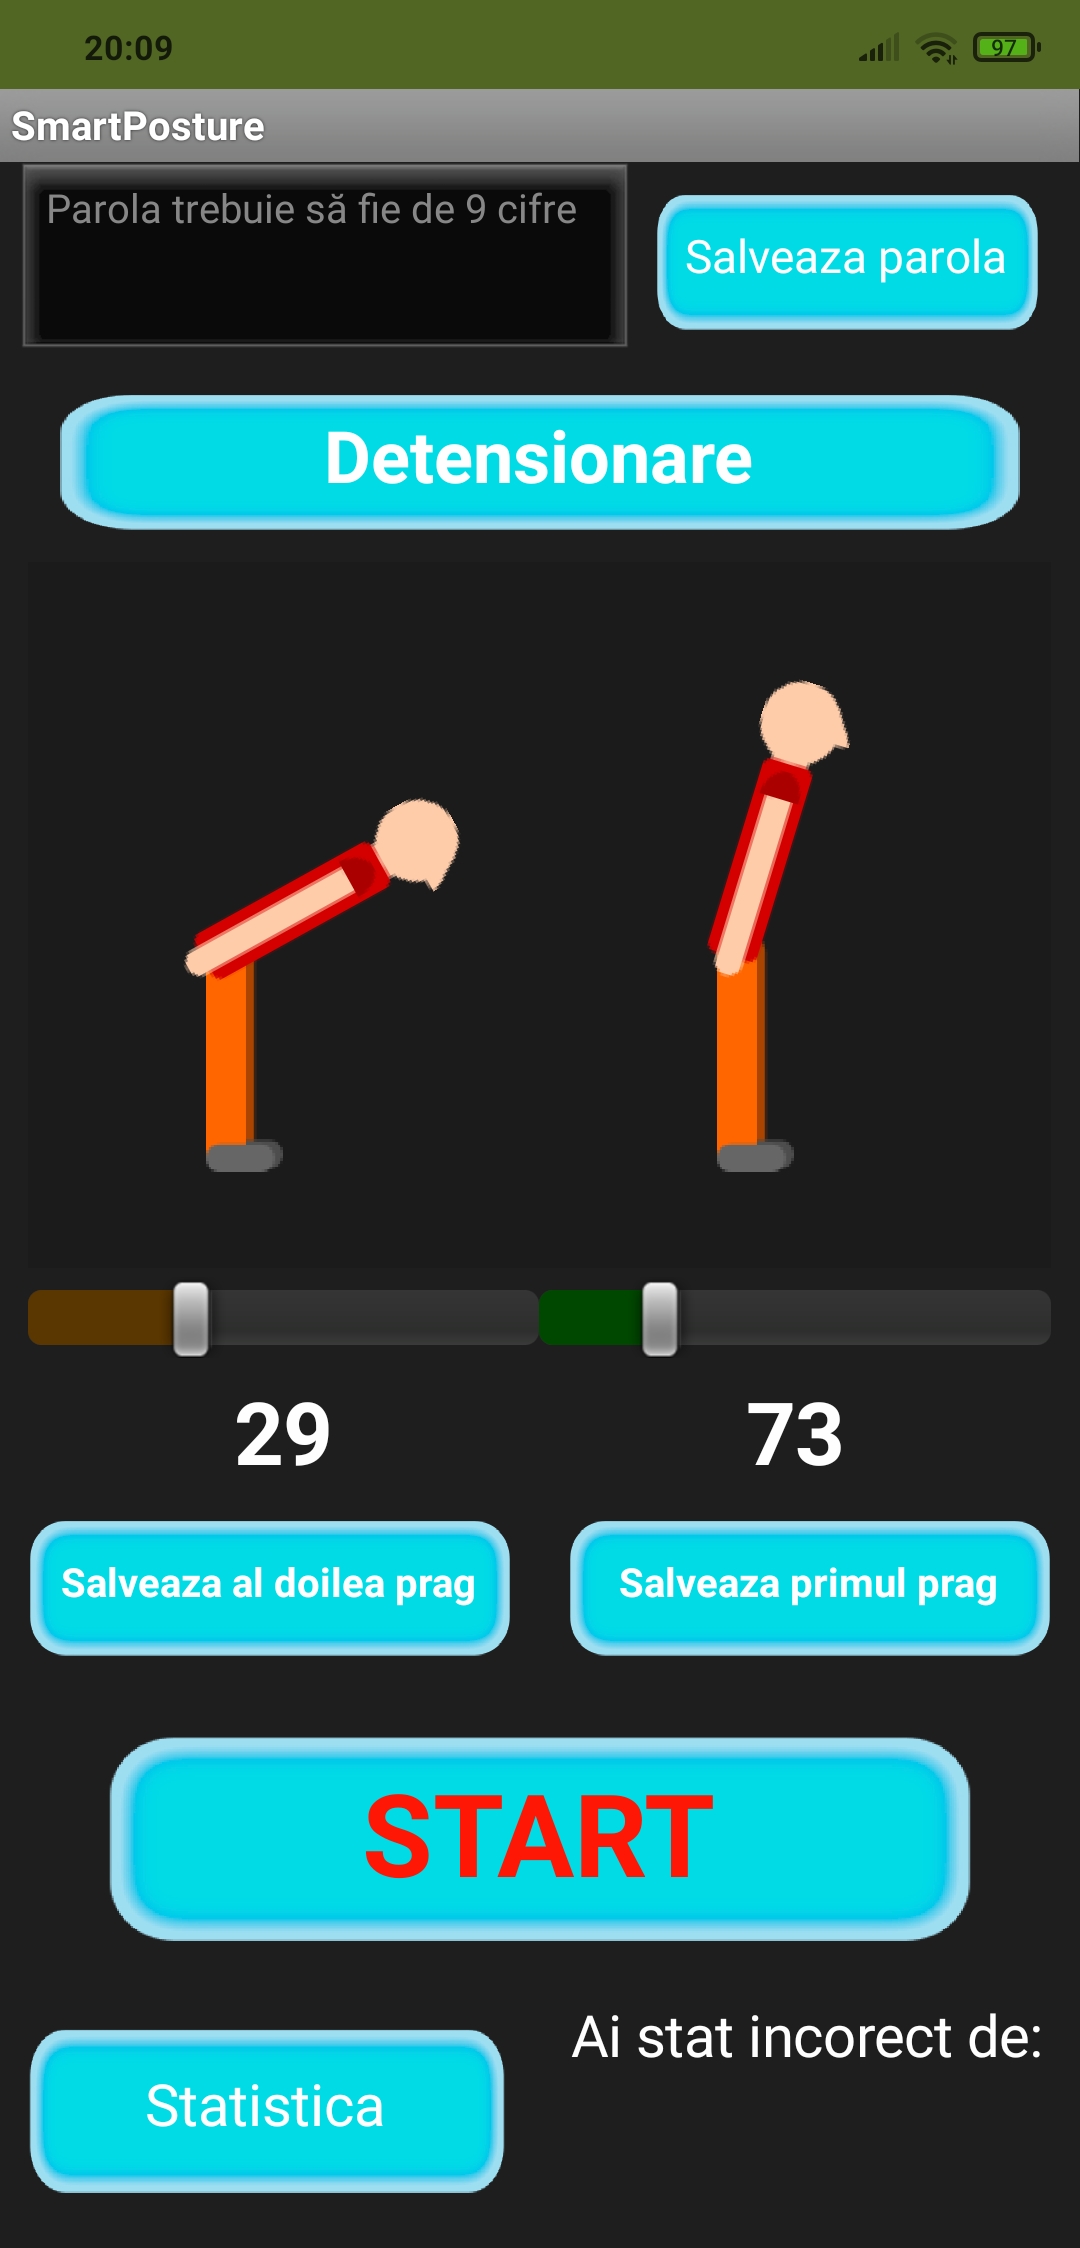 20:09
97
SmartPosture
Parola trebuie să fie de 9 cifre
Salveaza parola
Detensionare
29
73
Salveaza al doilea prag
Salveaza primul prag
START
Ai stat incorect de:
Statistica